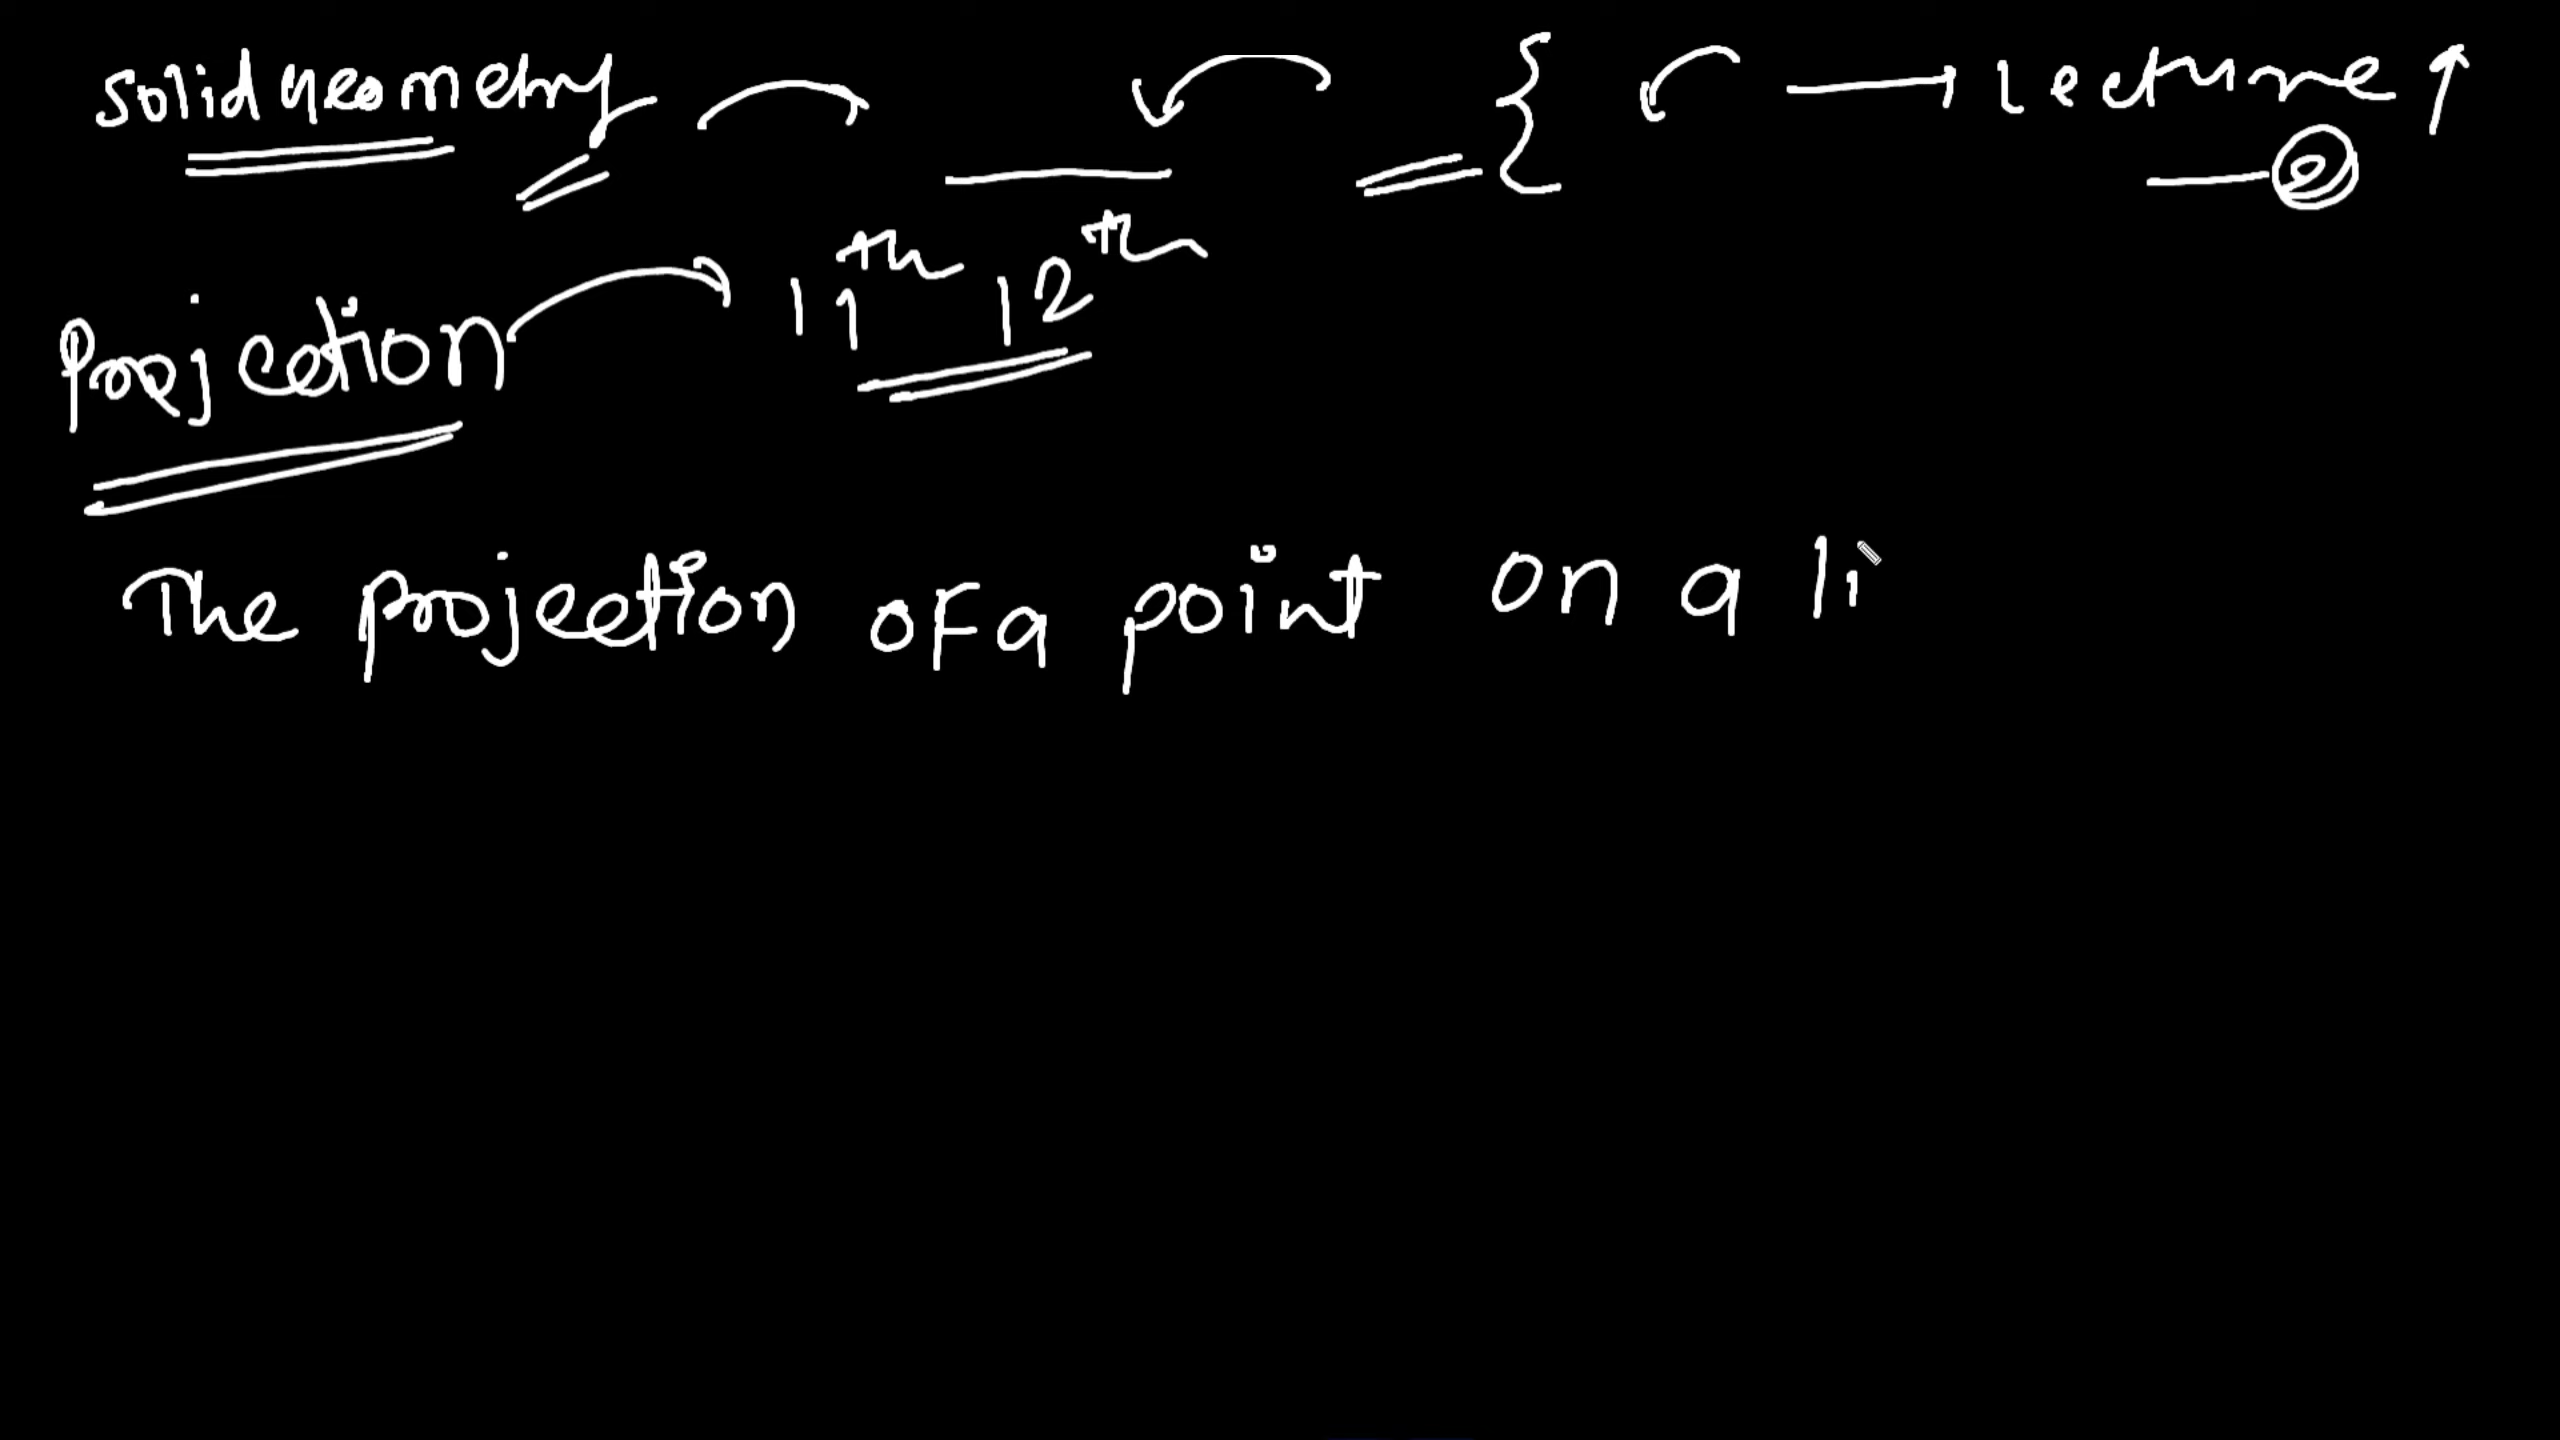 solid geometry lecture
Projection 11th 12th
The projection of a point on a li